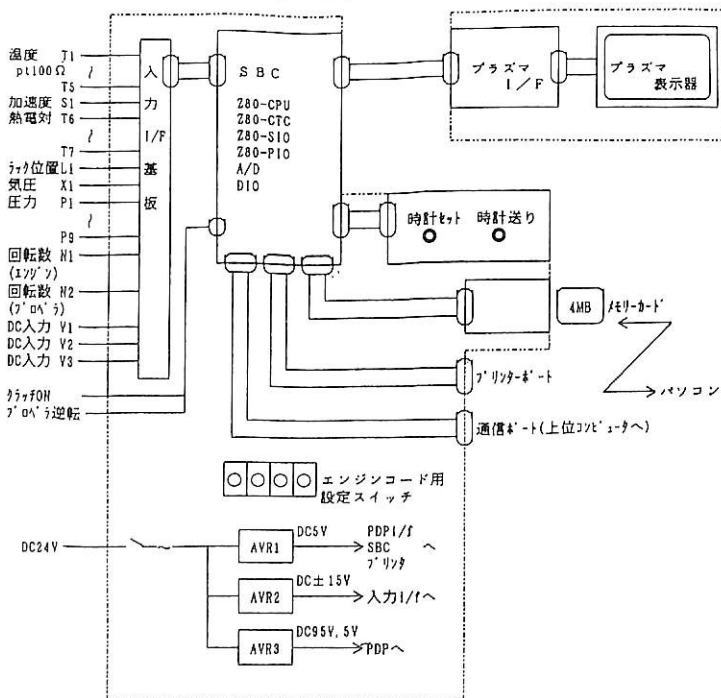 温度 T1
pt100Ω
〜
T5
加速度 S1
熱電対 T6
〜
T7
ラック位置L1
気圧 X1
圧力 P1
〜
P9
回転数 N1
(エンジン)
回転数 N2
(プロペラ)
DC入力 V1
DC入力 V2
DC入力 V3
クラッチON
プロペラ逆転
入力I/F基板
SBC
Z80-CPU
Z80-CTC
Z80-SIO
Z80-PIO
A/D
DIO
プラズマ
I/F
プラズマ
表示器
時計セット 時計送り
4MB
メモリーカード
パソコン
プリンターポート
通信ポート(上位コンピュータへ)
エンジンコード用
設定スイッチ
DC24V
AVR1
DC5V
PDPI/f
SBC へ
プリンタ
AVR2
DC±15V
入力I/fへ
AVR3
DC95V,5V
PDPへ